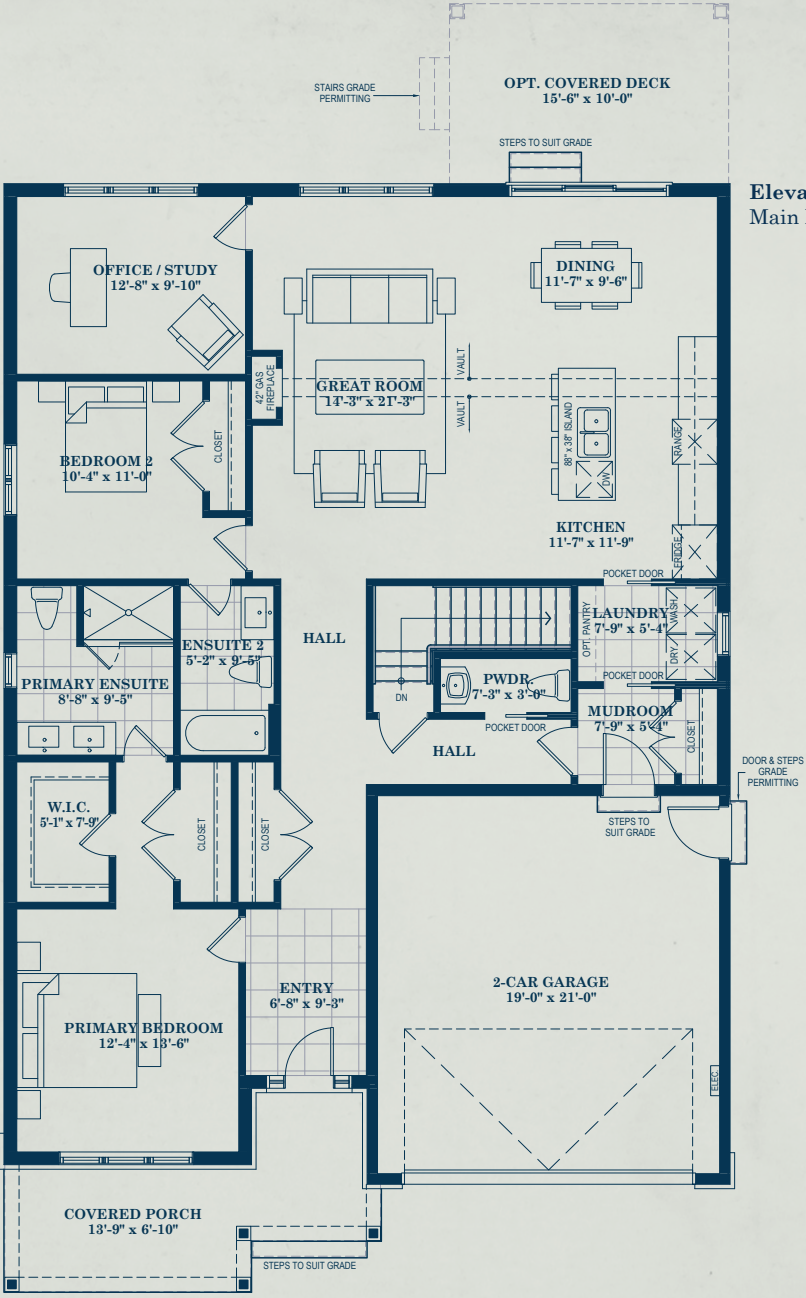 STAIRS GRADE
PERMITTING
OPT. COVERED DECK
15'-6" x 10'-0"
STEPS TO SUIT GRADE
Eleva
Main
OFFICE / STUDY
12'-8" x 9'-10"
DINING
11'-7" x 9'-6"
42" GAS
FIREPLACE
GREAT ROOM
14'-3" x 21'-3"
VAULT
VAULT
BEDROOM 2
10'-4" x 11'-0"
CLOSET
88" x 38" ISLAND
DW
RANGE
KITCHEN
11'-7" x 11'-9"
FRIDGE
POCKET DOOR
HALL
OPT. PANTRY
LAUNDRY
7'-9" x 5'-4"
WASH
DRY
ENSUITE 2
5'-2" x 9'-5"
PRIMARY ENSUITE
8'-8" x 9'-5"
DN
PWDR.
7'-3" x 3'-0"
POCKET DOOR
MUDROOM
7'-9" x 5'-4"
CLOSET
POCKET DOOR
HALL
DOOR & STEPS
GRADE
PERMITTING
W.I.C.
5'-1" x 7'-9"
CLOSET
CLOSET
STEPS TO
SUIT GRADE
ENTRY
6'-8" x 9'-3"
2-CAR GARAGE
19'-0" x 21'-0"
PRIMARY BEDROOM
12'-4" x 13'-6"
ELEC.
COVERED PORCH
13'-9" x 6'-10"
STEPS TO SUIT GRADE